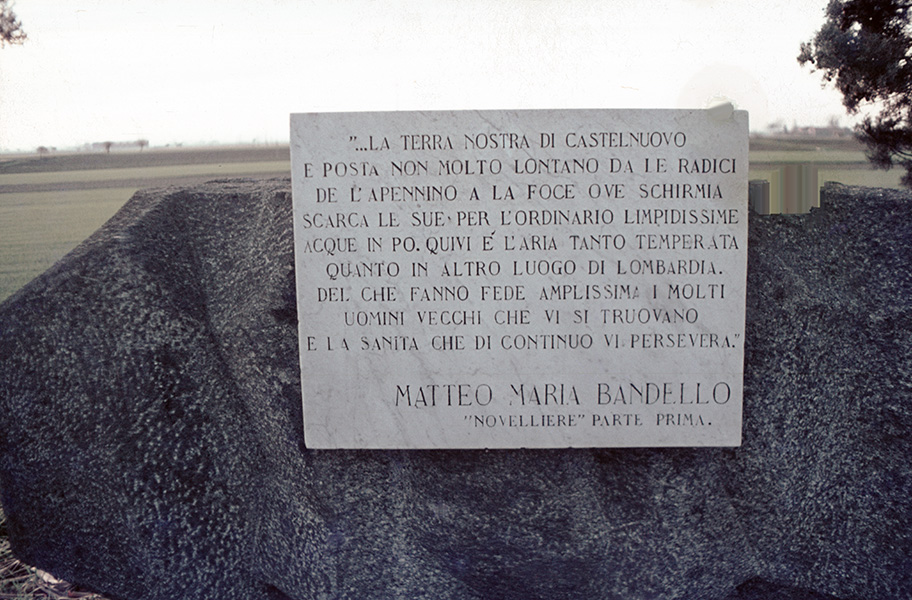 "...LA TERRA NOSTRA DI CASTELNUOVO
E POSTA NON MOLTO LONTANO DA LE RADICI
DE L'APENNINO A LA FOCE OVE SCHIRMIA
SCARCA LE SUE PER L'ORDINARIO LIMPIDISSIME
ACQUE IN PO. QUIVI É L'ARIA TANTO TEMPERATA
QUANTO IN ALTRO LUOGO DI LOMBARDIA.
DEL CHE FANNO FEDE AMPLISSIMA I MOLTI
UOMINI VECCHI CHE VI SI TRUOVANO
E LA SANITA CHE DI CONTINUO VI PERSEVERA."
MATTEO MARIA BANDELLO
"NOVELLIERE" PARTE PRIMA.